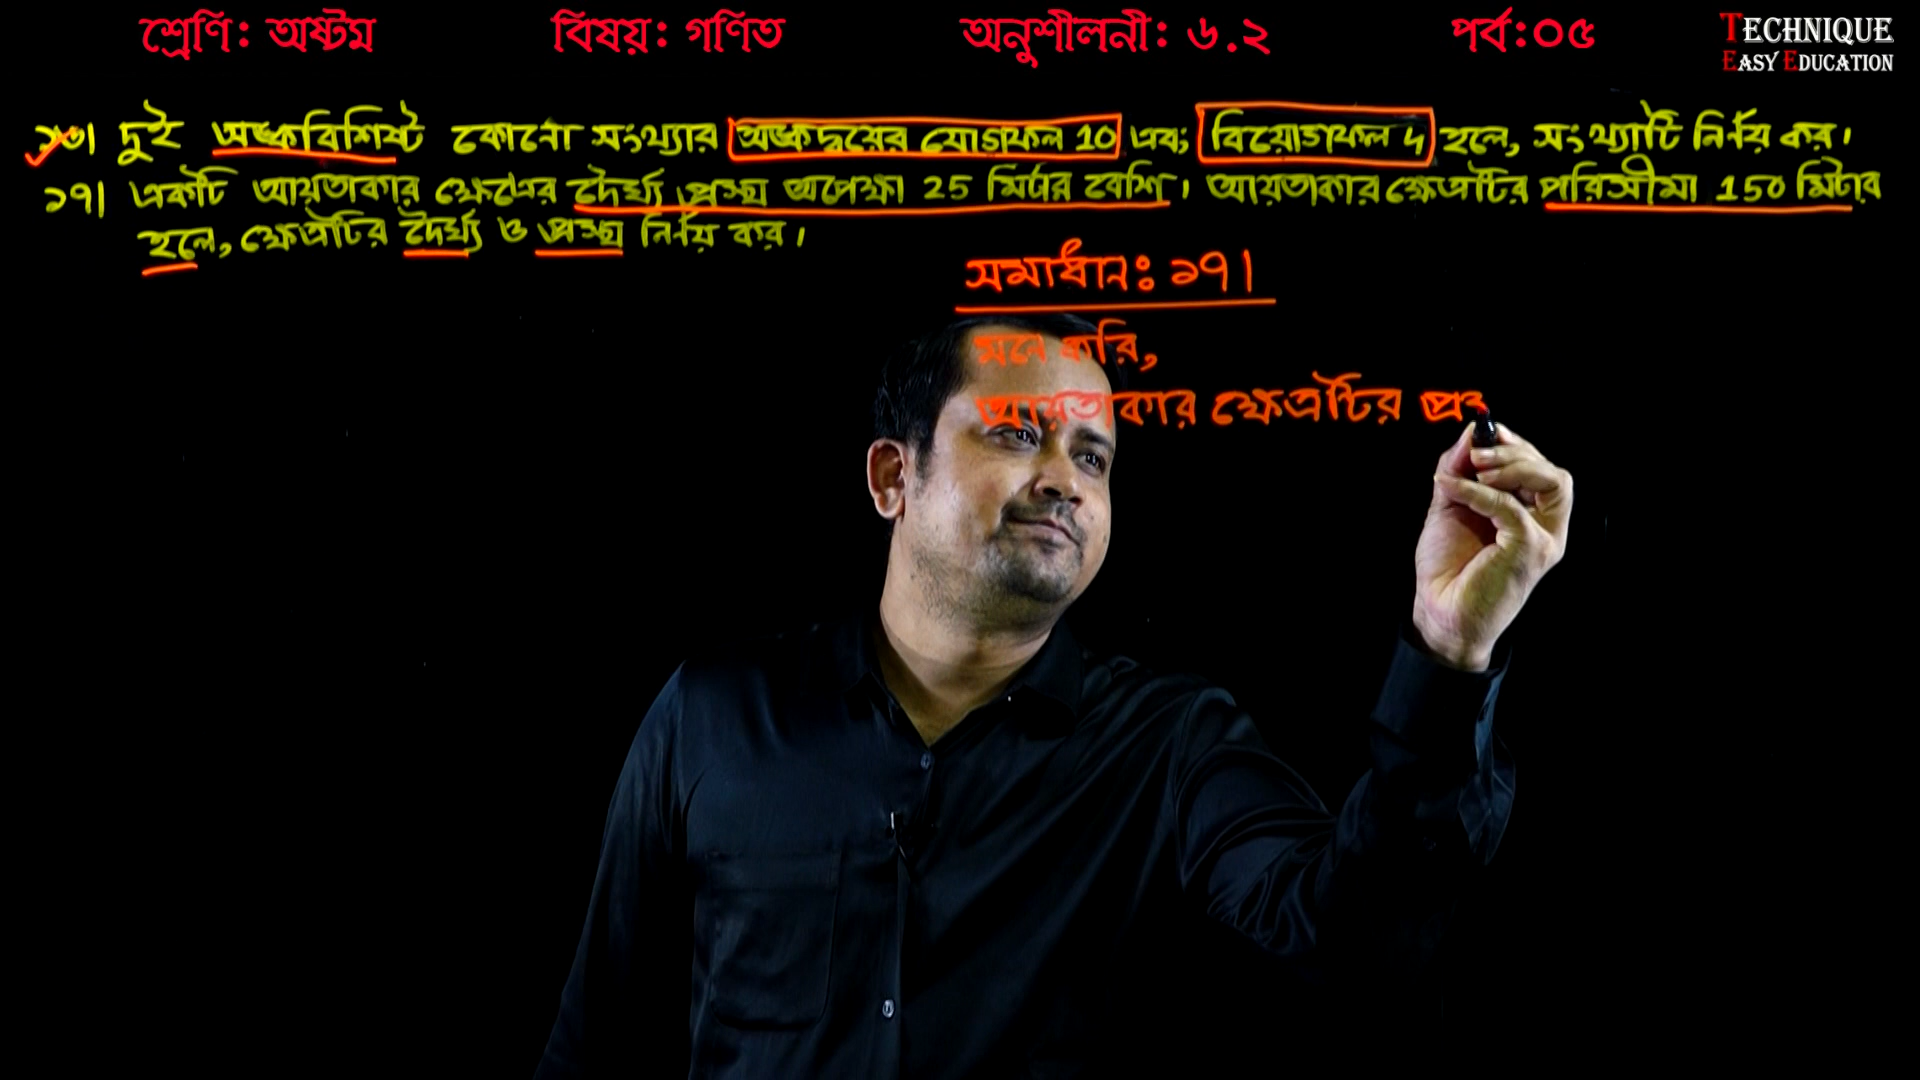 শ্রেণি: অষ্টম বিষয়: গণিত অনুশীলনী: ৬.২ পর্ব:০৫
TECHNIQUE
EASY EDUCATION
১৬। দুই অঙ্কবিশিষ্ট কোনো সংখ্যার অঙ্কদ্বয়ের যোগফল 10 এবং বিয়োগফল 4 হলে, সংখ্যাটি নির্ণয় কর।
১৭। একটি আয়তাকার ক্ষেত্রের দৈর্ঘ্য প্রস্থ অপেক্ষা 25 মিটার বেশি। আয়তাকার ক্ষেত্রটির পরিসীমা 150 মিটার
হলে, ক্ষেত্রটির দৈর্ঘ্য ও প্রস্থ নির্ণয় কর।
সমাধান: ১৭।
মনে করি,
আয়তাকার ক্ষেত্রটির প্রস